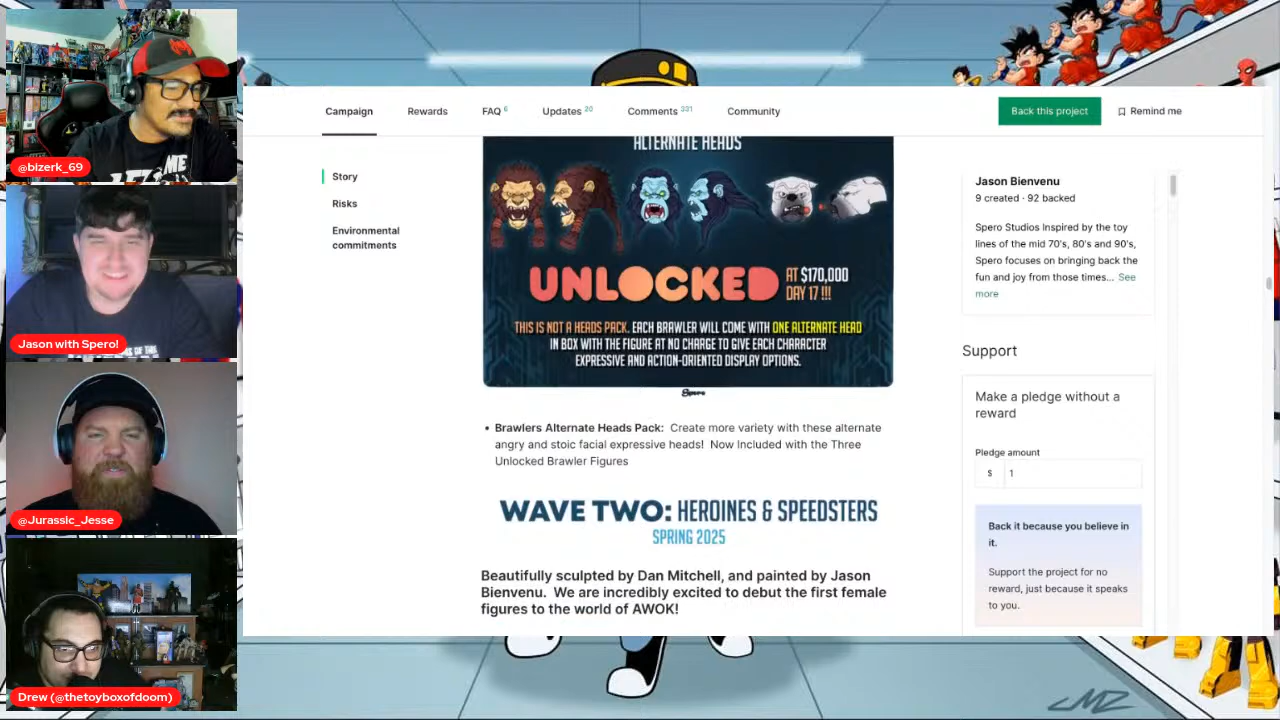 @bizerk_69
Jason with Spero!
@JurassIc_Jesse
Drew (@thetoyboxofdoom)
Campaign
Rewards
FAQ 6
Updates 20
Comments 331
Community
Back this project
Remind me
Story
Risks
Environmental
commitments
ALTERNATE HEADS
UNLOCKED
AT $170,000
DAY 17 !!!
THIS IS NOT A HEADS PACK. EACH BRAWLER WILL COME WITH ONE ALTERNATE HEAD
IN BOX WITH THE FIGURE AT NO CHARGE TO GIVE EACH CHARACTER
EXPRESSIVE AND ACTION-ORIENTED DISPLAY OPTIONS.
Spero
• Brawlers Alternate Heads Pack: Create more variety with these alternate
angry and stoic facial expressive heads! Now Included with the Three
Unlocked Brawler Figures
WAVE TWO: HEROINES & SPEEDSTERS
SPRING 2025
Beautifully sculpted by Dan Mitchell, and painted by Jason
Bienvenu. We are incredibly excited to debut the first female
figures to the world of AWOK!
Jason Bienvenu
9 created · 92 backed
Spero Studios Inspired by the toy
lines of the mid 70's, 80's and 90's,
Spero focuses on bringing back the
fun and joy from those times... See
more
Support
Make a pledge without a
reward
Pledge amount
$ 1
Back it because you believe in
it.
Support the project for no
reward, just because it speaks
to you.